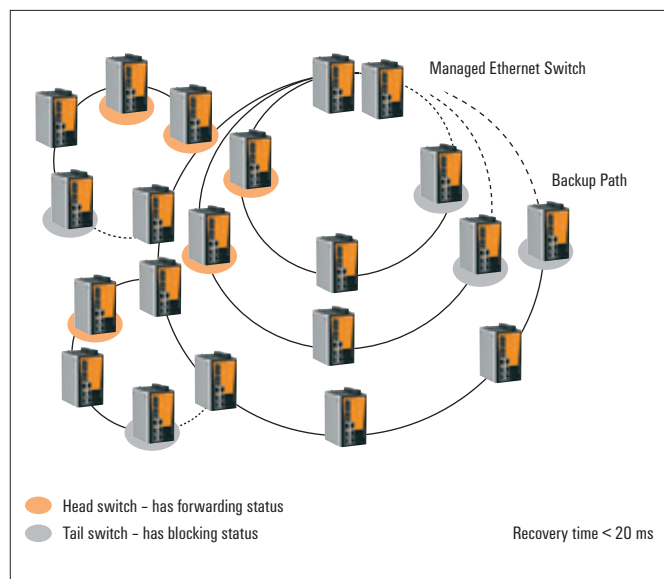 Managed Ethernet Switch
Backup Path
Head switch – has forwarding status
Tail switch – has blocking status
Recovery time < 20 ms